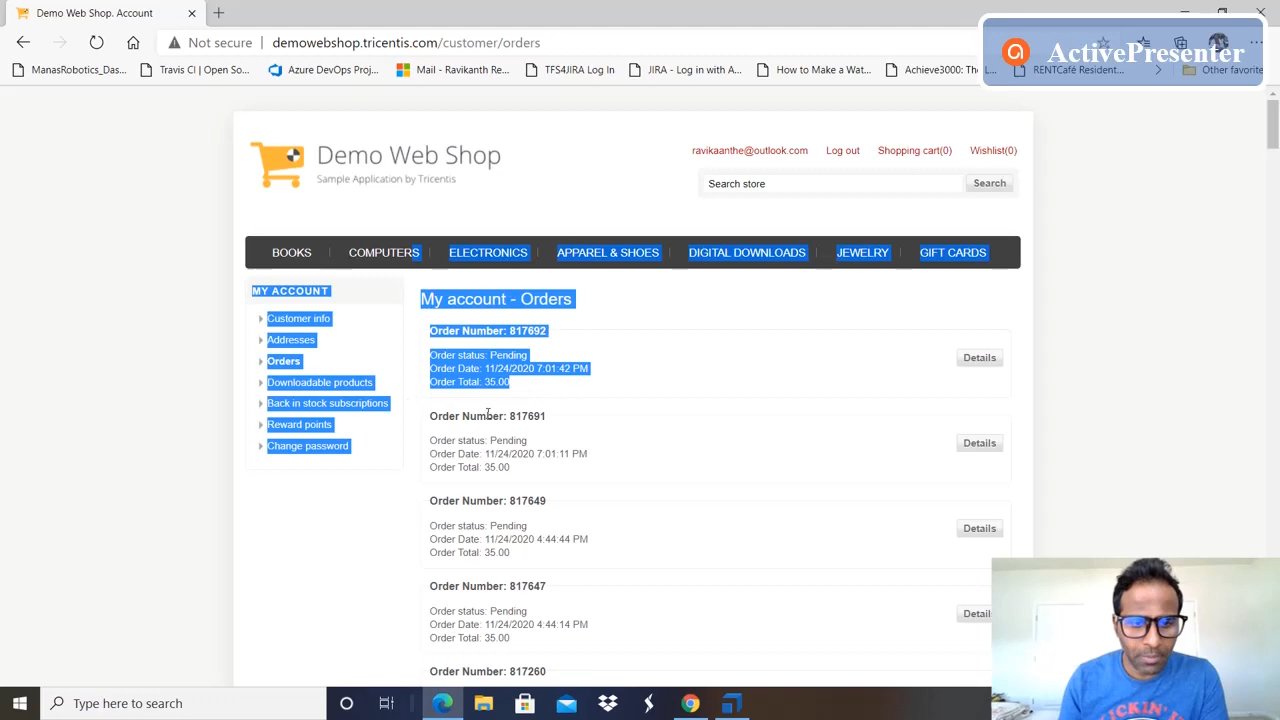 Demo Web Shop. Account
Not secure
demowebshop.tricentis.com/customer/orders
ActivePresenter
ManasRobotics_Das...
Travis CI | Open So...
Azure DevOps Proj...
Mail - Ravikanth Re...
TFS4JIRA Log In
JIRA - Log in with A...
How to Make a Wat...
Achieve3000: The L...
RENTCafé Resident...
Other favorite
Demo Web Shop
Sample Application by Tricentis
ravikaanthe@outlook.com
Log out
Shopping cart(0)
Wishlist(0)
Search store
Search
BOOKS
COMPUTERS
ELECTRONICS
APPAREL & SHOES
DIGITAL DOWNLOADS
JEWELRY
GIFT CARDS
MY ACCOUNT
Customer info
Addresses
Orders
Downloadable products
Back in stock subscriptions
Reward points
Change password
My account - Orders
Order Number: 817692
Order status: Pending
Order Date: 11/24/2020 7:01:42 PM
Order Total: 35.00
Details
Order Number: 817691
Order status: Pending
Order Date: 11/24/2020 7:01:11 PM
Order Total: 35.00
Details
Order Number: 817649
Order status: Pending
Order Date: 11/24/2020 4:44:44 PM
Order Total: 35.00
Details
Order Number: 817647
Order status: Pending
Order Date: 11/24/2020 4:44:14 PM
Order Total: 35.00
Details
Order Number: 817260
Type here to search